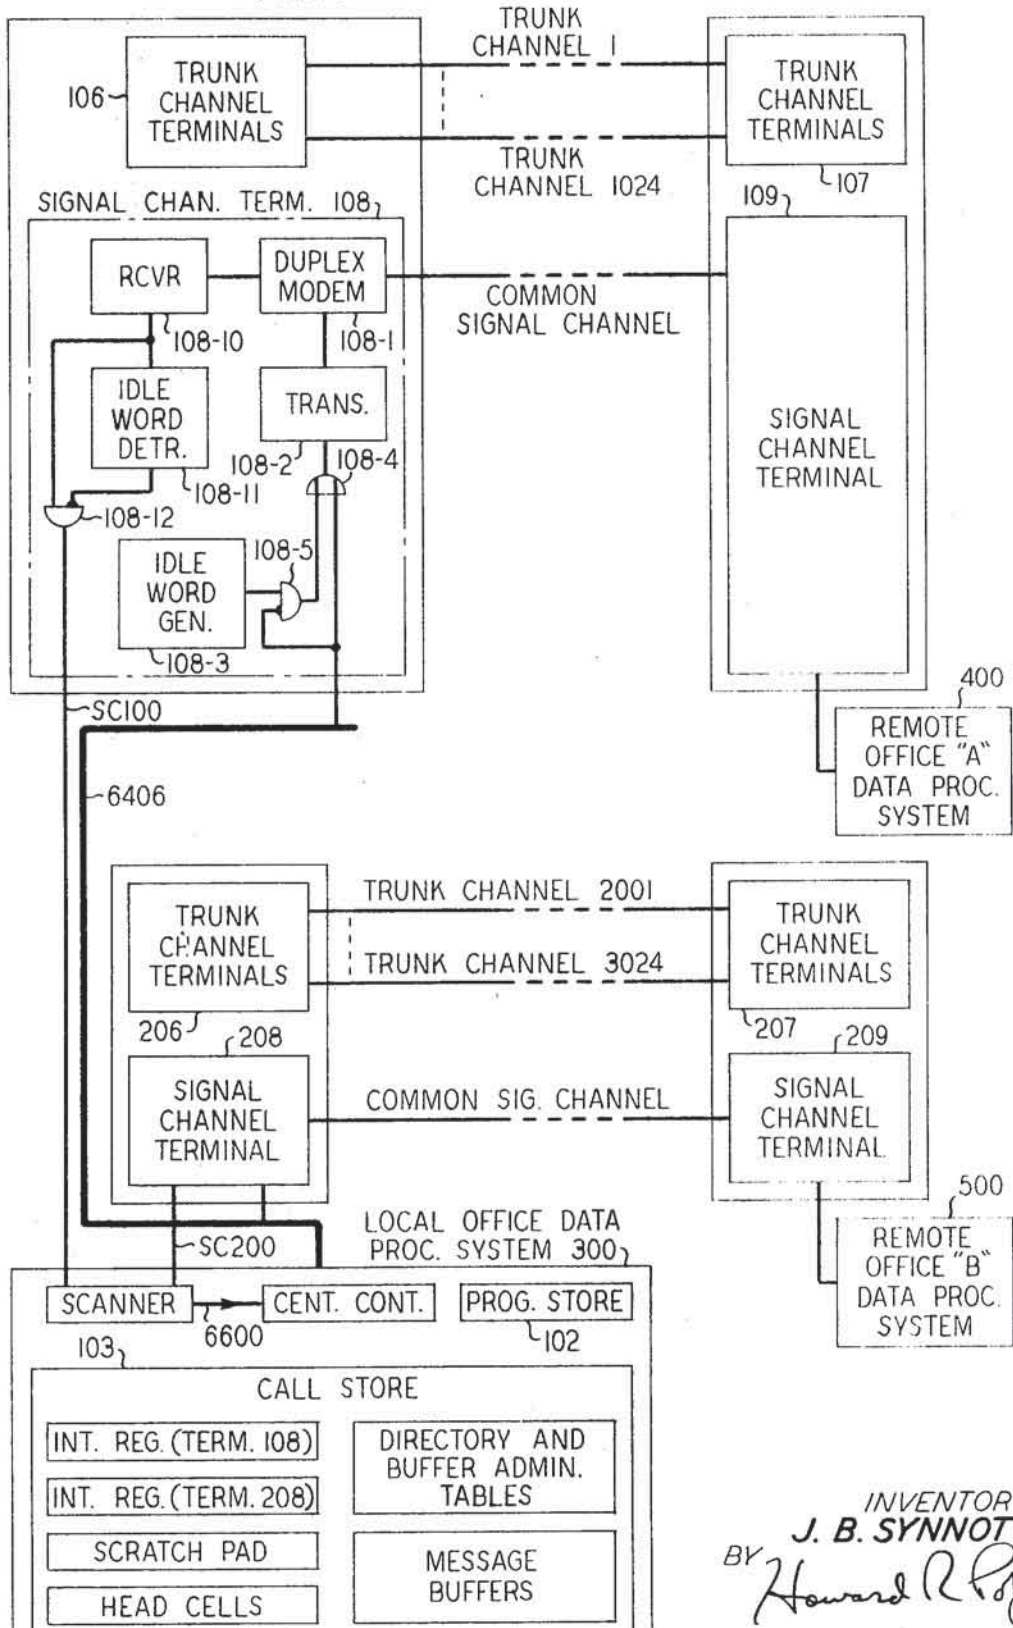 TRUNK
CHANNEL 1
TRUNK
CHANNEL
TERMINALS
106
TRUNK
CHANNEL
TERMINALS
107
TRUNK
CHANNEL 1024
SIGNAL CHAN. TERM. 108
109
RCVR
DUPLEX
MODEM
COMMON
SIGNAL CHANNEL
108-10
108-1
IDLE
WORD
DETR.
TRANS.
SIGNAL
CHANNEL
TERMINAL
108-2
108-4
108-11
108-12
108-5
IDLE
WORD
GEN.
108-3
SC100
400
REMOTE
OFFICE "A"
DATA PROC.
SYSTEM
6406
TRUNK
CHANNEL
TERMINALS
TRUNK CHANNEL 2001
TRUNK CHANNEL 3024
TRUNK
CHANNEL
TERMINALS
206
208
207
209
SIGNAL
CHANNEL
TERMINAL
COMMON SIG. CHANNEL
SIGNAL
CHANNEL
TERMINAL
500
SC200
LOCAL OFFICE DATA
PROC. SYSTEM 300
REMOTE
OFFICE "B"
DATA PROC.
SYSTEM
SCANNER
CENT. CONT.
PROG. STORE
6600
102
103
CALL STORE
INT. REG. (TERM. 108)
INT. REG. (TERM. 208)
SCRATCH PAD
HEAD CELLS
DIRECTORY AND
BUFFER ADMIN.
TABLES
MESSAGE
BUFFERS
INVENTOR
J. B. SYNNOT
BY Howard R